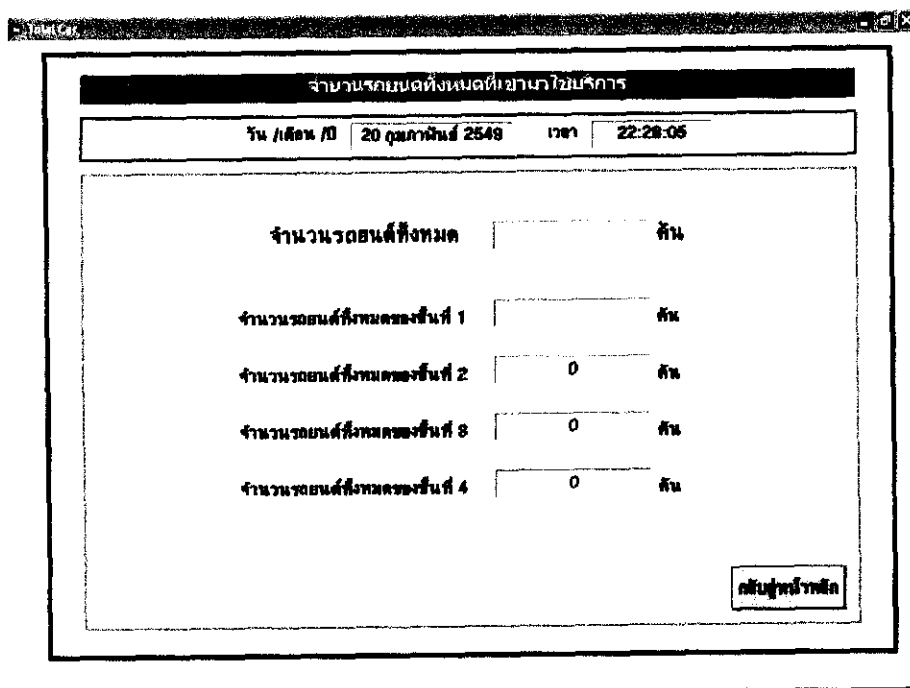 Total Car
จำนวนรถยนต์ทั้งหมดที่เข้ามาใช้บริการ
วัน /เดือน /ปี 20 กุมภาพันธ์ 2549 เวลา 22:28:05
จำนวนรถยนต์ทั้งหมด คัน
จำนวนรถยนต์ทั้งหมดของชั้นที่ 1 คัน
จำนวนรถยนต์ทั้งหมดของชั้นที่ 2 0 คัน
จำนวนรถยนต์ทั้งหมดของชั้นที่ 3 0 คัน
จำนวนรถยนต์ทั้งหมดของชั้นที่ 4 0 คัน
กลับสู่หน้าหลัก